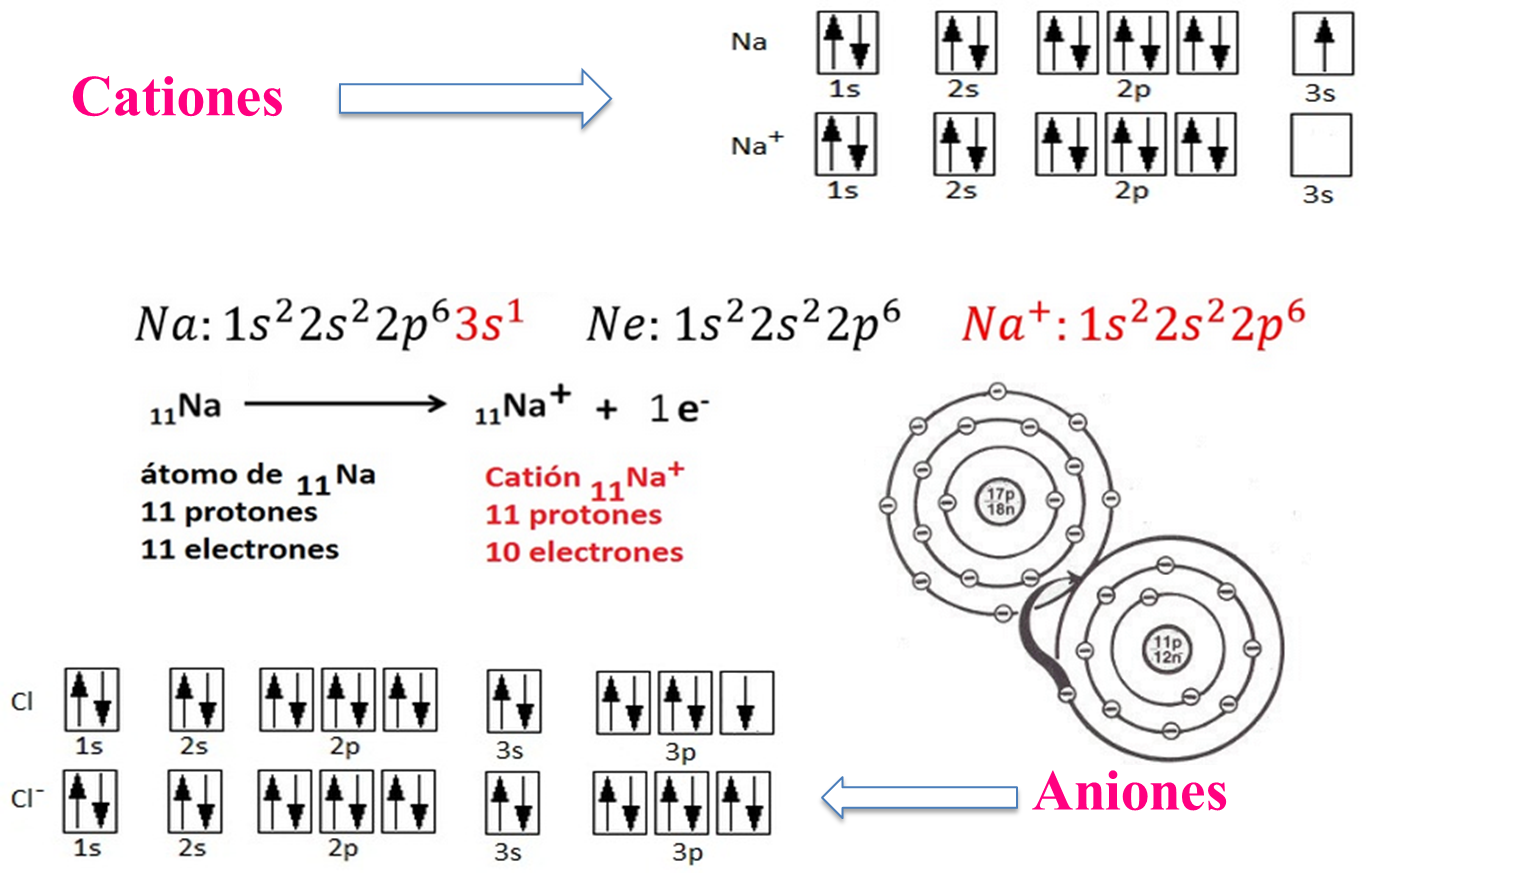 Cationes
Na
1s 2s 2p 3s
Na⁺
1s 2s 2p 3s
Na: 1s²2s²2p⁶3s¹ Ne: 1s²2s²2p⁶ Na⁺: 1s²2s²2p⁶
₁₁Na ⟶ ₁₁Na⁺ + 1 e⁻
átomo de ₁₁Na
11 protones
11 electrones
Catión ₁₁Na⁺
11 protones
10 electrones
17p
18n
11p
12n
Cl
1s 2s 2p 3s 3p
Cl⁻
1s 2s 2p 3s 3p
Aniones